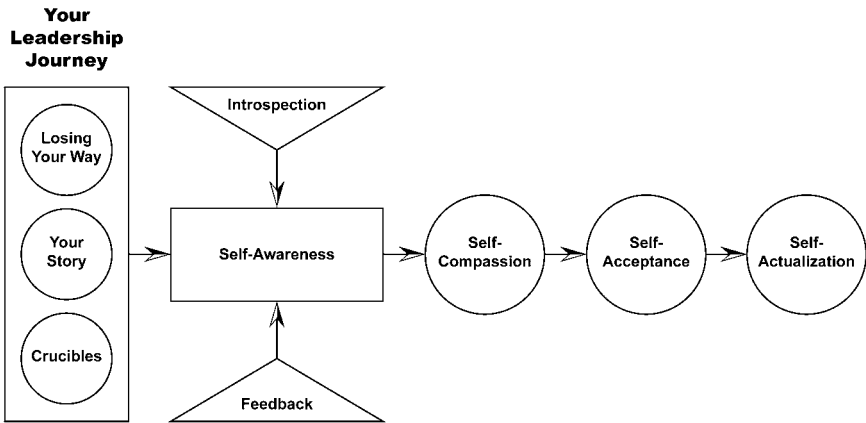 Your
Leadership
Journey
Losing
Your Way
Your
Story
Crucibles
Introspection
Self-Awareness
Feedback
Self-
Compassion
Self-
Acceptance
Self-
Actualization